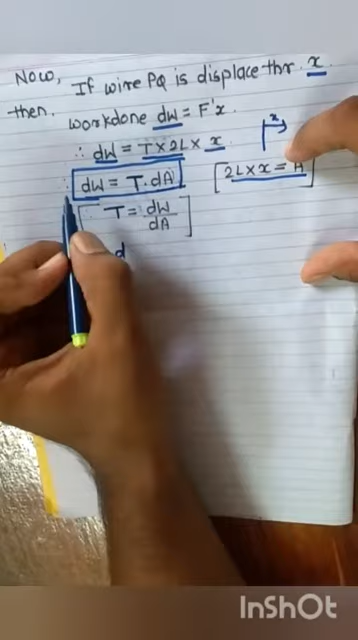 Now, If wire PQ is displace thr. x
then. workdone dw = F'x
∴ dw = T × 2L × x
x
∴ dw = T. dA [2L × x = A]
[∵ T = dw/dA]
d
InShOt